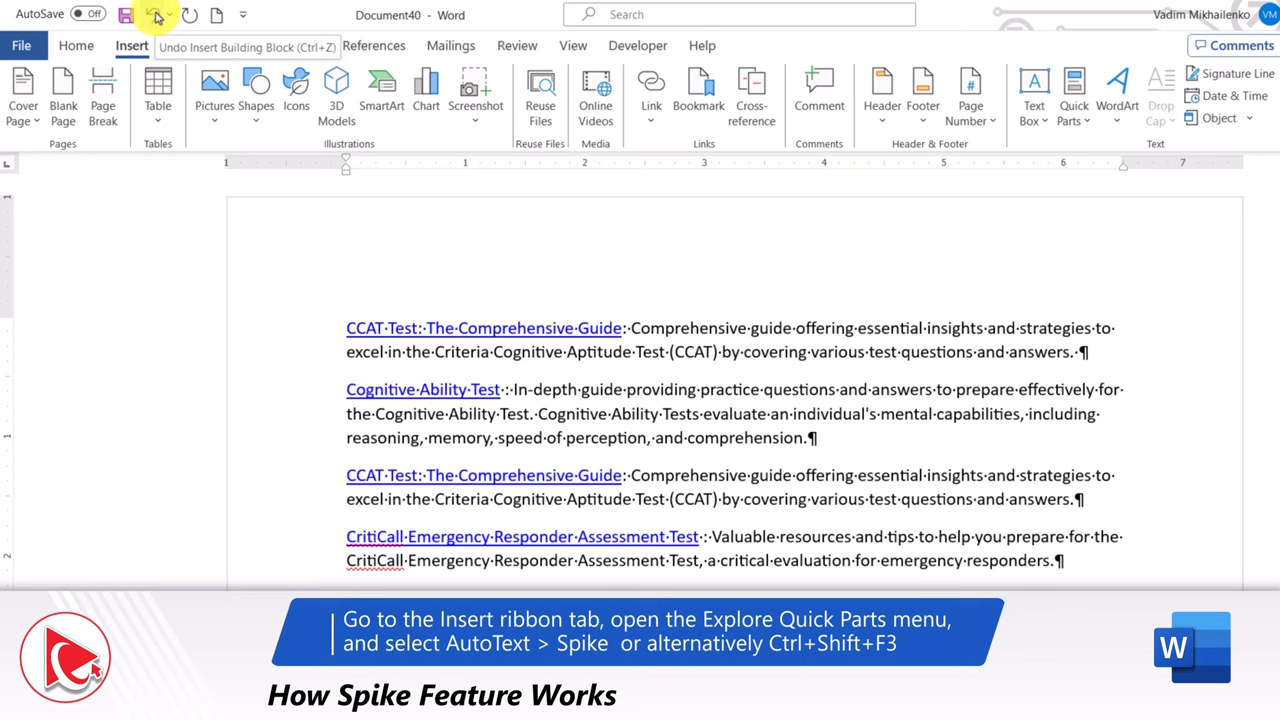 AutoSave Off Document40 - Word Search Vadim Mikhailenko VM
File Home Insert Undo Insert Building Block (Ctrl+Z) References Mailings Review View Developer Help Comments
Cover Page Blank Page Page Break Table Pictures Shapes Icons 3D Models SmartArt Chart Screenshot Reuse Files Online Videos Link Bookmark Cross-reference Comment Header Footer Page Number Text Box Quick Parts WordArt Drop Cap Signature Line
Date & Time
Object
Pages Tables Illustrations Reuse Files Media Links Comments Header & Footer Text
1 1 2 3 4 5 6 7
1
CCAT·Test:·The·Comprehensive·Guide:·Comprehensive·guide·offering·essential·insights·and·strategies·to·
excel·in·the·Criteria·Cognitive·Aptitude·Test·(CCAT)·by·covering·various·test·questions·and·answers.·¶
Cognitive·Ability·Test·:·In-depth·guide·providing·practice·questions·and·answers·to·prepare·effectively·for·
the·Cognitive·Ability·Test.·Cognitive·Ability·Tests·evaluate·an·individual's·mental·capabilities,·including·
1
reasoning,·memory,·speed·of·perception,·and·comprehension.¶
CCAT·Test:·The·Comprehensive·Guide:·Comprehensive·guide·offering·essential·insights·and·strategies·to·
excel·in·the·Criteria·Cognitive·Aptitude·Test·(CCAT)·by·covering·various·test·questions·and·answers.¶
CritiCall·Emergency·Responder·Assessment·Test·:·Valuable·resources·and·tips·to·help·you·prepare·for·the·
2
CritiCall·Emergency·Responder·Assessment·Test,·a·critical·evaluation·for·emergency·responders.¶
Go to the Insert ribbon tab, open the Explore Quick Parts menu,
and select AutoText > Spike or alternatively Ctrl+Shift+F3
W
How Spike Feature Works